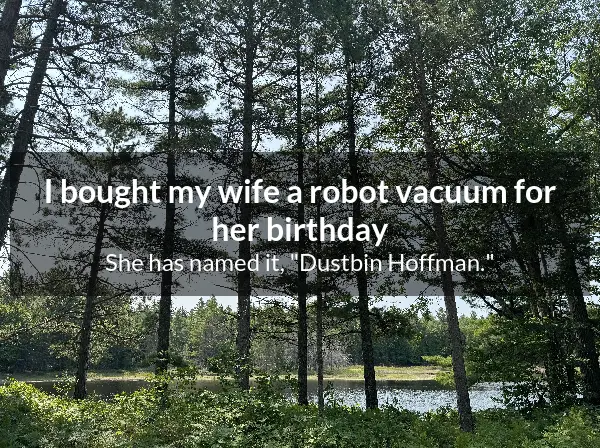 I bought my wife a robot vacuum for
her birthday
She has named it, "Dustbin Hoffman."